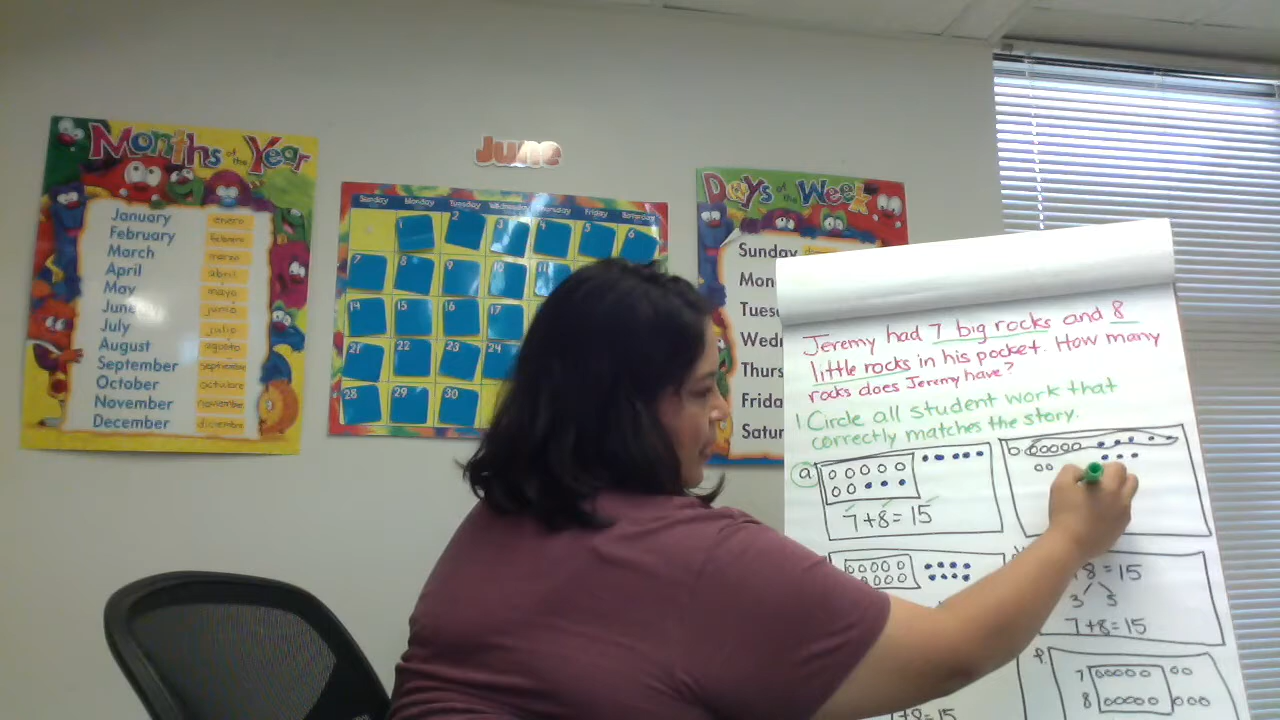 Months of the Year
January enero
February febrero
March marzo
April abril
May mayo
June junio
July julio
August agosto
September septiembre
October octubre
November noviembre
December diciembre
June
Sunday Monday Tuesday Wednesday Thursday Friday Saturday
1 2 3 4 5 6
7 8 9 10 11
14 15 16 17
21 22 23 24
28 29 30
Days of the Week
Sunday
Mon
Tues
Wedn
Thurs
Frida
Satur
Jeremy had 7 big rocks and 8
little rocks in his pocket. How many
rocks does Jeremy have?
1 Circle all student work that
correctly matches the story.
a.
7+8=15
b.
8=15
3 5
7+8=15
f.
7
8
+8=15